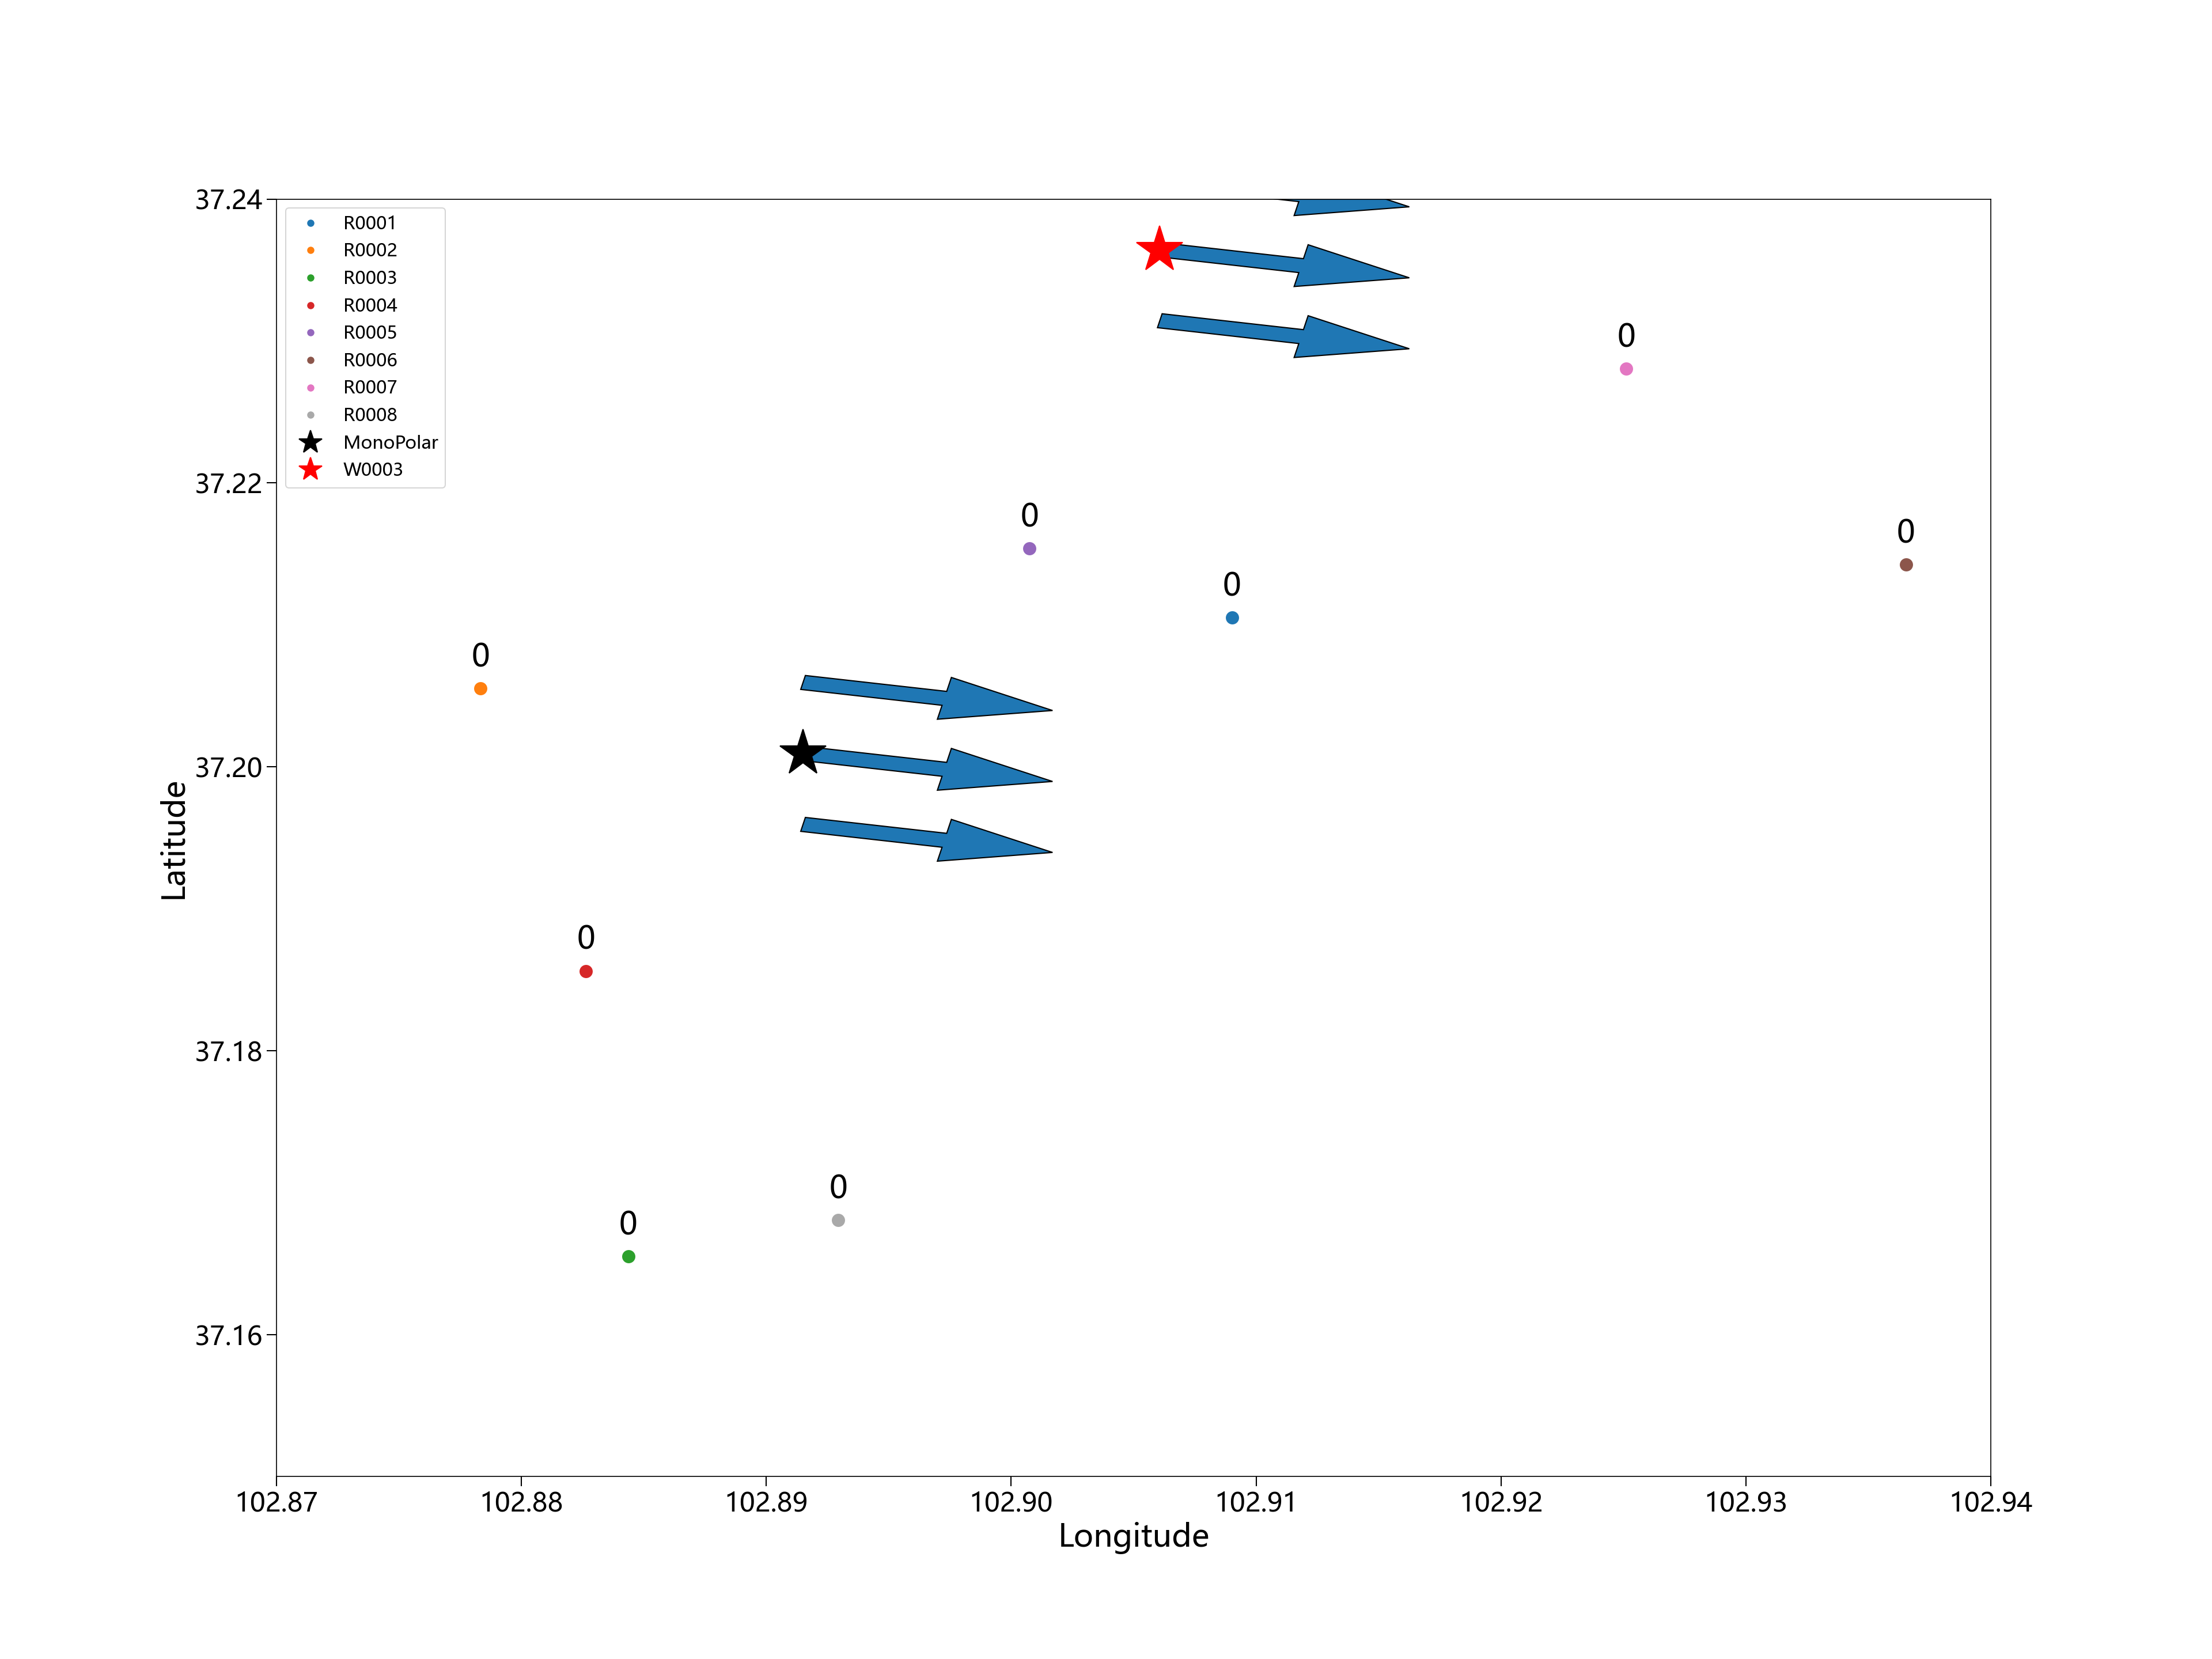 37.24
37.22
37.20
37.18
37.16
Latitude
R0001
R0002
R0003
R0004
R0005
R0006
R0007
R0008
MonoPolar
W0003
0
0
0
0
0
0
0
0
102.87 102.88 102.89 102.90 102.91 102.92 102.93 102.94
Longitude